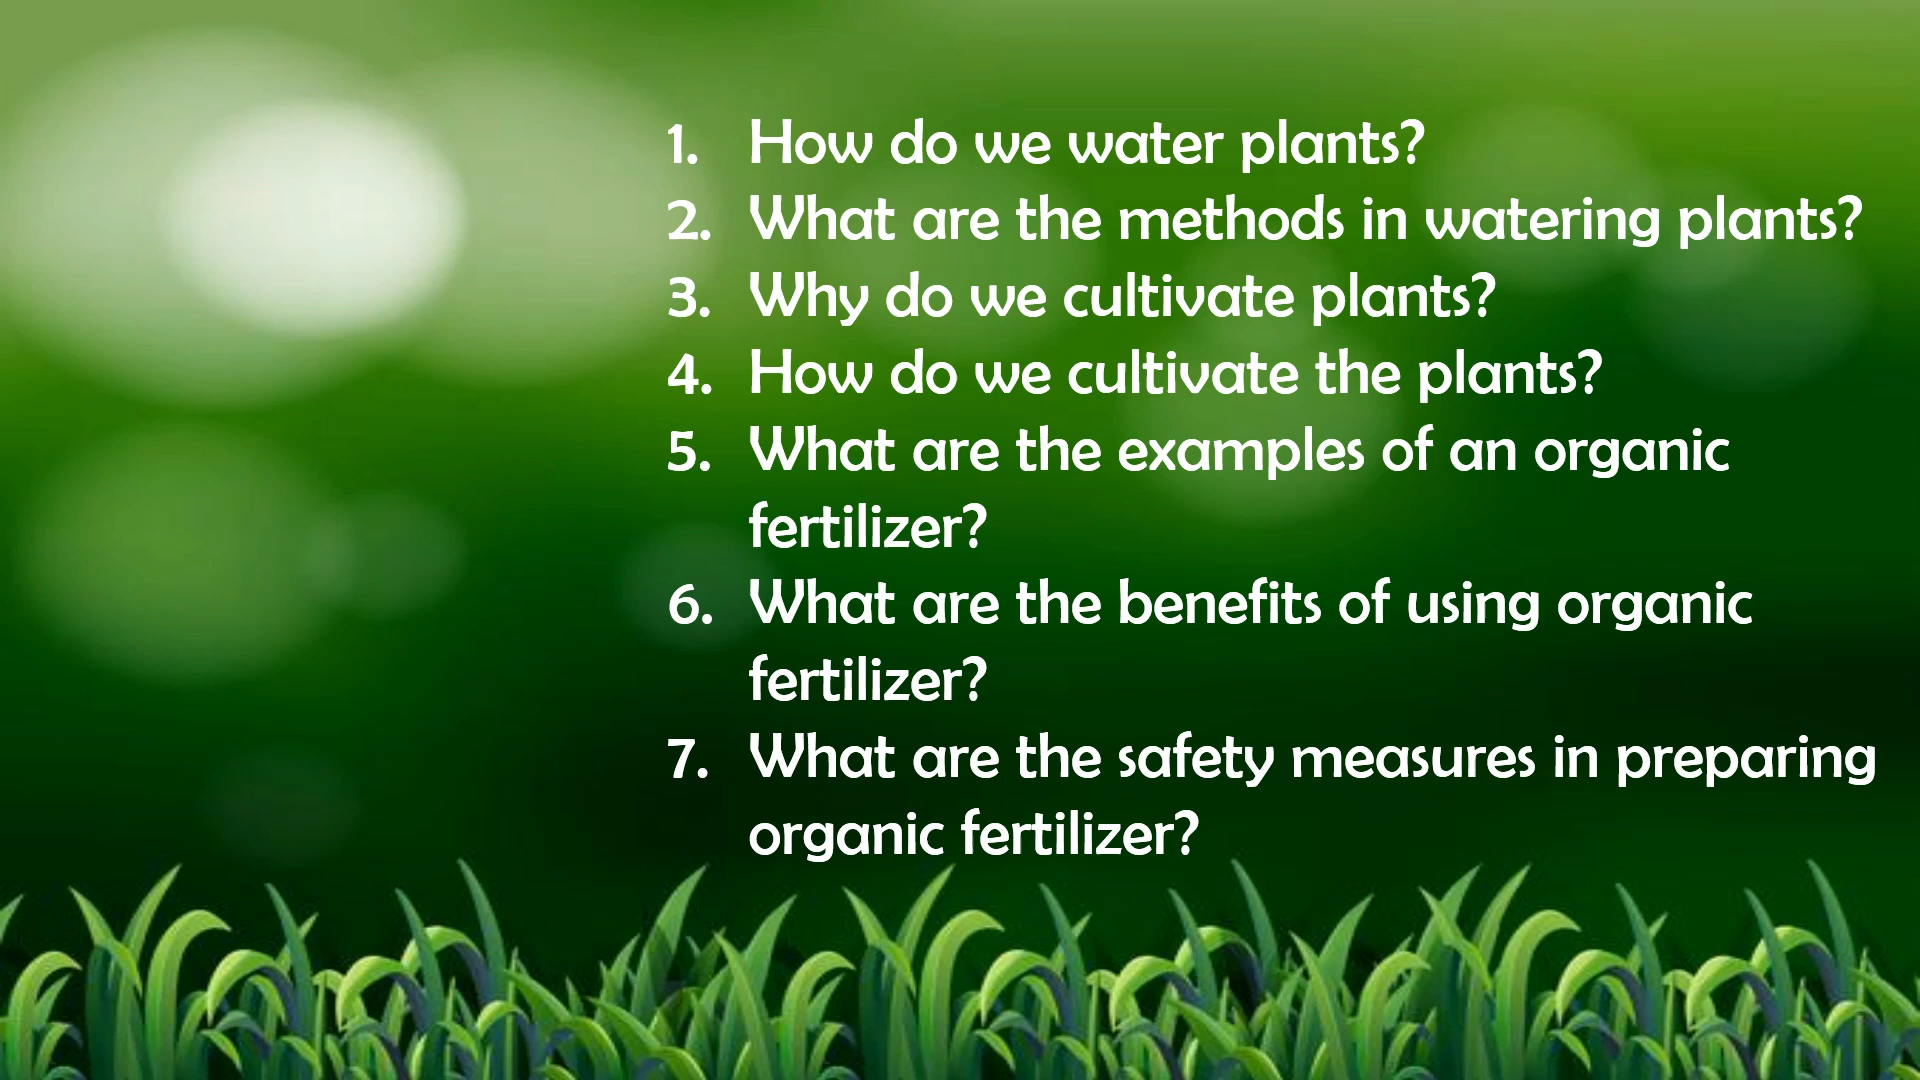 1. How do we water plants?
2. What are the methods in watering plants?
3. Why do we cultivate plants?
4. How do we cultivate the plants?
5. What are the examples of an organic
fertilizer?
6. What are the benefits of using organic
fertilizer?
7. What are the safety measures in preparing
organic fertilizer?